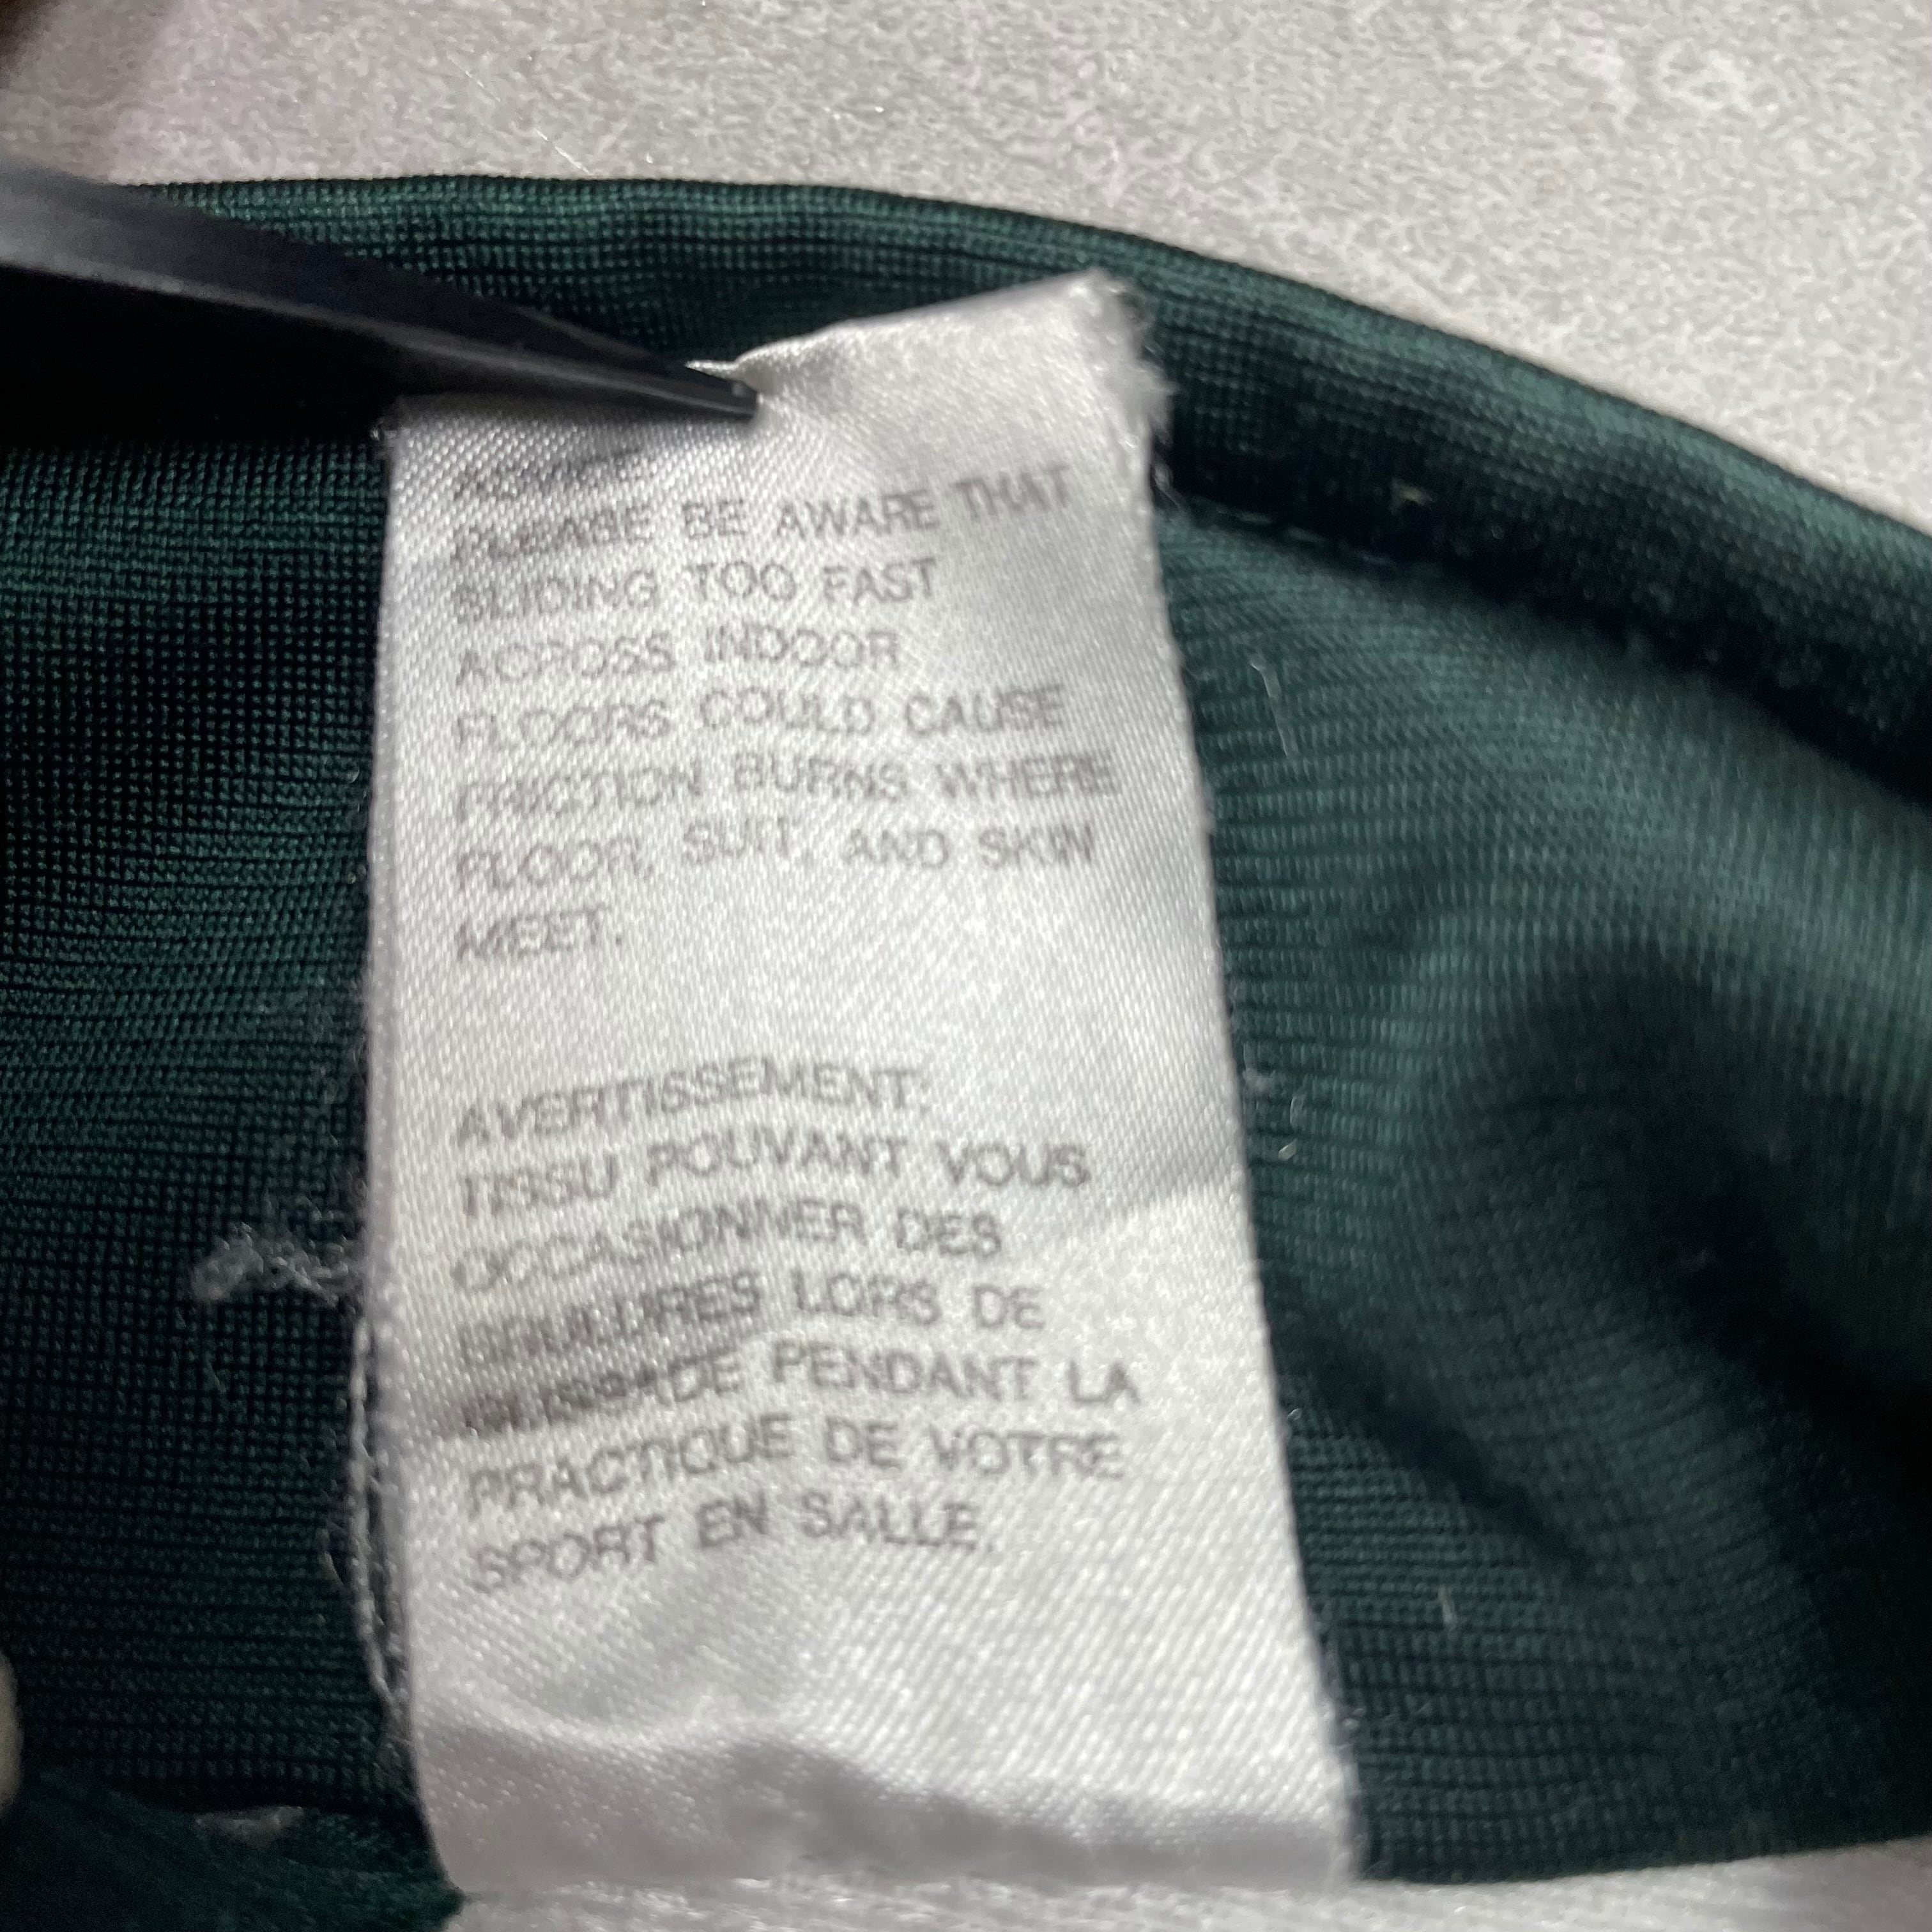 PLEASE BE AWARE THAT
SLIDING TOO FAST
ACROSS INDOOR
FLOORS COULD CAUSE
FRICTION BURNS WHERE
FLOOR, SUIT, AND SKIN
MEET.
AVERTISSEMENT:
TISSU POUVANT VOUS
OCCASIONNER DES
BRULURES LORS DE
GLISSADE PENDANT LA
PRACTIQUE DE VOTRE
SPORT EN SALLE.